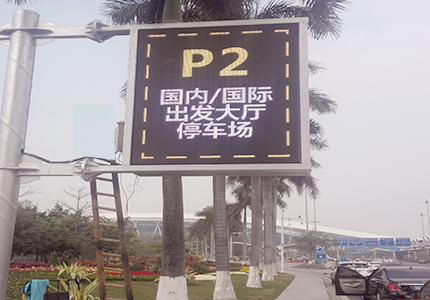 P2
国内/国际
出发大厅
停车场